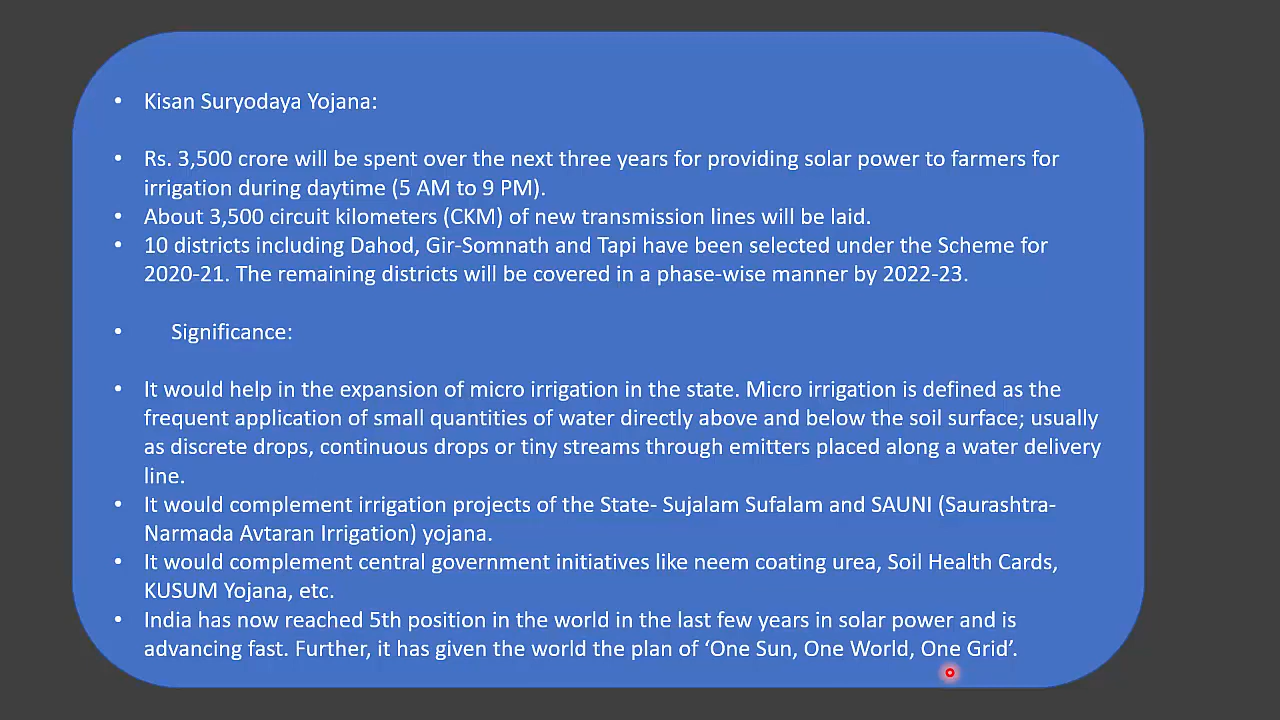 • Kisan Suryodaya Yojana:
• Rs. 3,500 crore will be spent over the next three years for providing solar power to farmers for
irrigation during daytime (5 AM to 9 PM).
• About 3,500 circuit kilometers (CKM) of new transmission lines will be laid.
• 10 districts including Dahod, Gir-Somnath and Tapi have been selected under the Scheme for
2020-21. The remaining districts will be covered in a phase-wise manner by 2022-23.
• Significance:
• It would help in the expansion of micro irrigation in the state. Micro irrigation is defined as the
frequent application of small quantities of water directly above and below the soil surface; usually
as discrete drops, continuous drops or tiny streams through emitters placed along a water delivery
line.
• It would complement irrigation projects of the State- Sujalam Sufalam and SAUNI (Saurashtra-
Narmada Avtaran Irrigation) yojana.
• It would complement central government initiatives like neem coating urea, Soil Health Cards,
KUSUM Yojana, etc.
• India has now reached 5th position in the world in the last few years in solar power and is
advancing fast. Further, it has given the world the plan of ‘One Sun, One World, One Grid’.